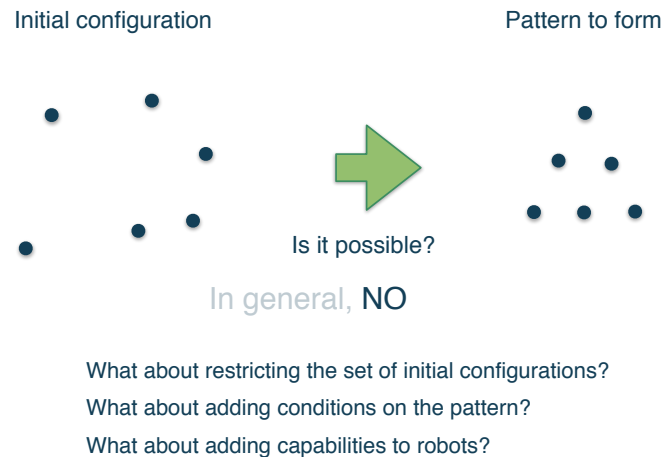 Initial configuration
Pattern to form
Is it possible?
In general, NO
What about restricting the set of initial configurations?
What about adding conditions on the pattern?
What about adding capabilities to robots?